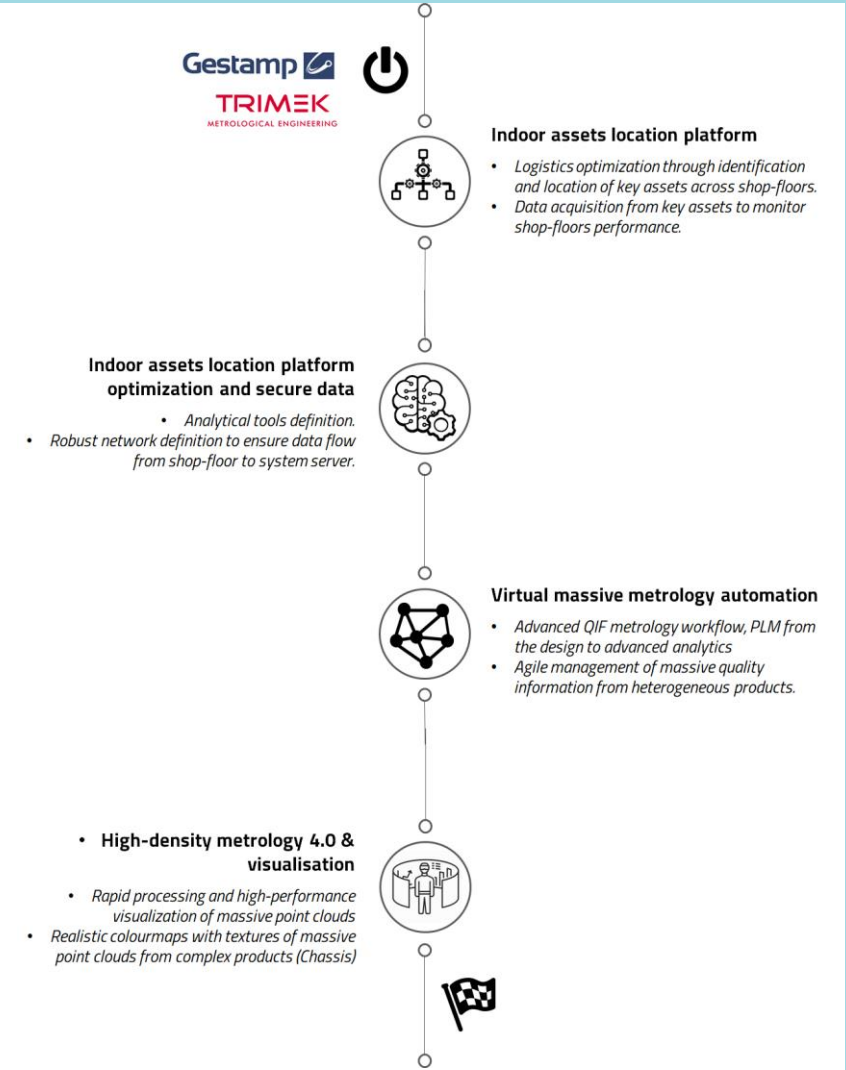 Gestamp
TRIMEK
METROLOGICAL ENGINEERING
Indoor assets location platform
• Logistics optimization through identification
and location of key assets across shop-floors.
• Data acquisition from key assets to monitor
shop-floors performance.
Indoor assets location platform
optimization and secure data
• Analytical tools definition.
• Robust network definition to ensure data flow
from shop-floor to system server.
Virtual massive metrology automation
• Advanced QIF metrology workflow, PLM from
the design to advanced analytics
• Agile management of massive quality
information from heterogeneous products.
• High-density metrology 4.0 &
visualisation
• Rapid processing and high-performance
visualization of massive point clouds
• Realistic colourmaps with textures of massive
point clouds from complex products (Chassis)